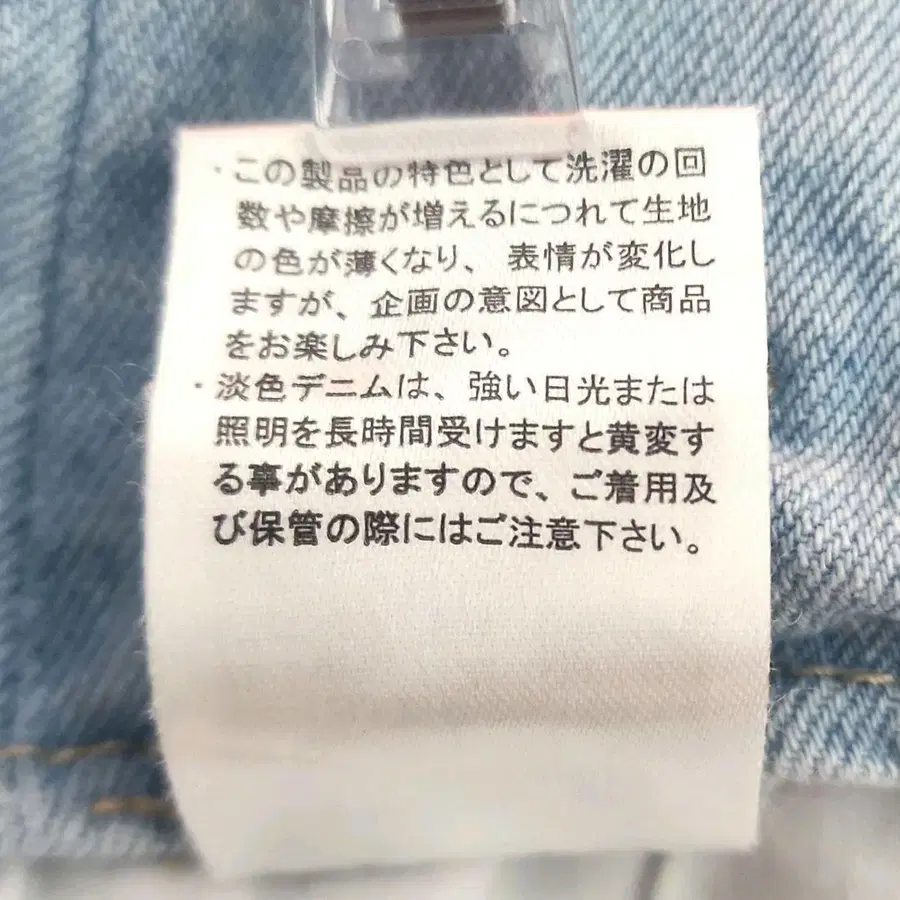 ・この製品の特色として洗濯の回
数や摩擦が増えるにつれて生地
の色が薄くなり、表情が変化し
ますが、企画の意図として商品
をお楽しみ下さい。
・淡色デニムは、強い日光または
照明を長時間受けますと黄変す
る事がありますので、ご着用及
び保管の際にはご注意下さい。